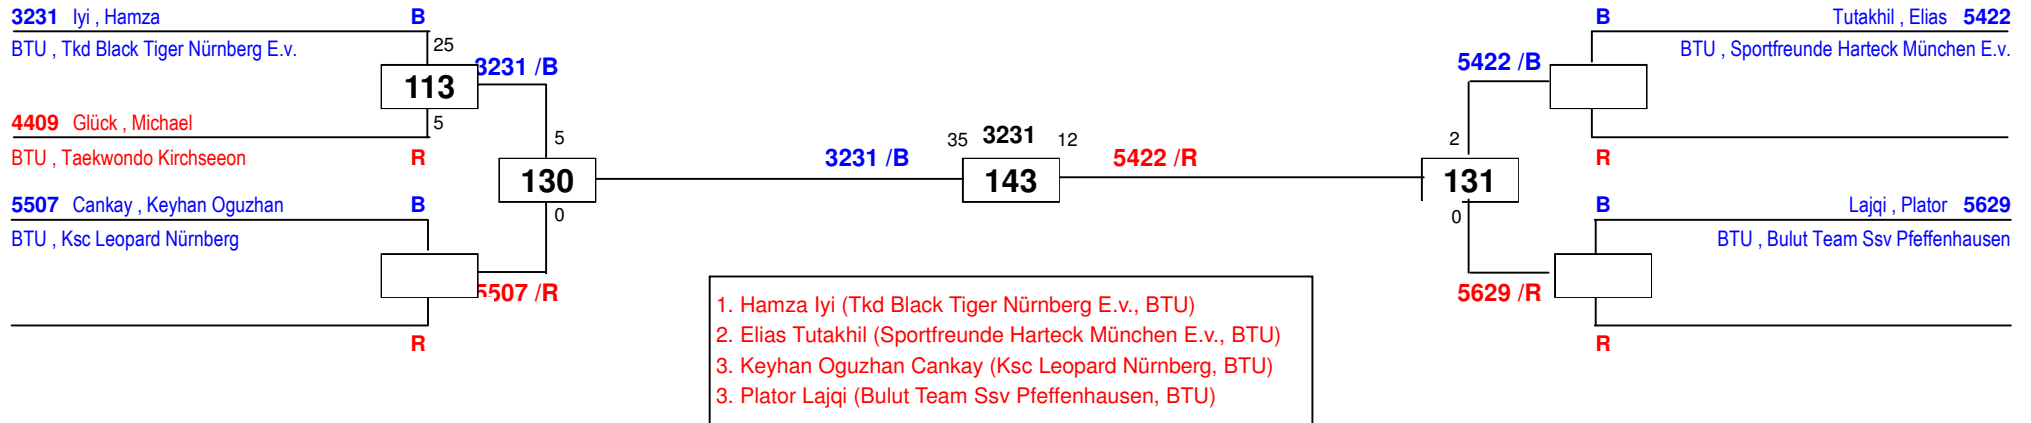 3231 Iyi , Hamza B
BTU , Tkd Black Tiger Nürnberg E.v.
25
3231 /B
113
5
4409 Glück , Michael
BTU , Taekwondo Kirchseeon R
5
130
0
5507 Cankay , Keyhan Oguzhan B
BTU , Ksc Leopard Nürnberg
5507 /R
R
3231 /B
35 3231 12
143
5422 /R
B Tutakhil , Elias 5422
BTU , Sportfreunde Harteck München E.v.
5422 /B
R
2
131
0
B Lajqi , Plator 5629
BTU , Bulut Team Ssv Pfeffenhausen
5629 /R
R
1. Hamza Iyi (Tkd Black Tiger Nürnberg E.v., BTU)
2. Elias Tutakhil (Sportfreunde Harteck München E.v., BTU)
3. Keyhan Oguzhan Cankay (Ksc Leopard Nürnberg, BTU)
3. Plator Lajqi (Bulut Team Ssv Pfeffenhausen, BTU)